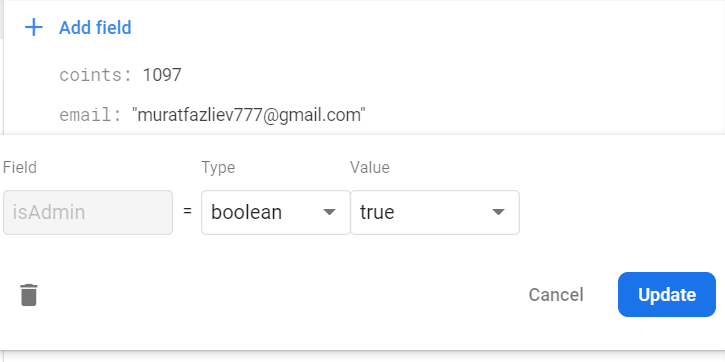 + Add field
coints: 1097
email: "muratfazliev777@gmail.com"
Field Type Value
isAdmin = boolean true
Cancel Update